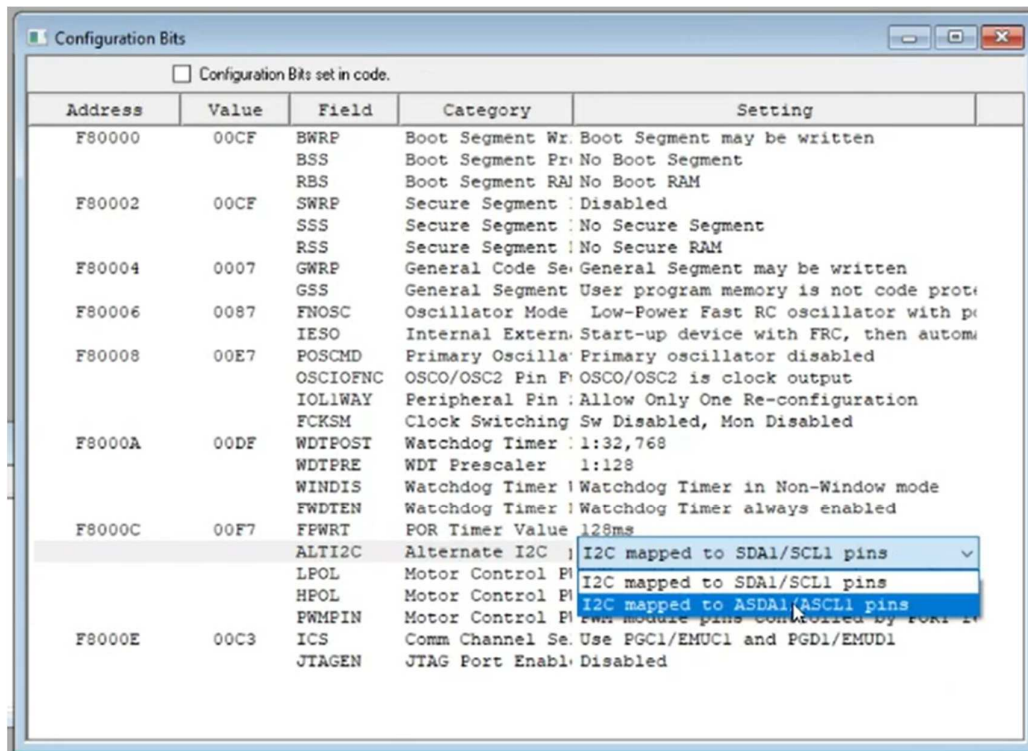 Configuration Bits
Configuration Bits set in code.
Address Value Field Category Setting
F80000 00CF BWRP Boot Segment Wr. Boot Segment may be written
BSS Boot Segment Pr No Boot Segment
RBS Boot Segment RA No Boot RAM
F80002 00CF SWRP Secure Segment Disabled
SSS Secure Segment No Secure Segment
RSS Secure Segment No Secure RAM
F80004 0007 GWRP General Code Se General Segment may be written
GSS General Segment User program memory is not code prot
F80006 0087 FNOSC Oscillator Mode Low-Power Fast RC oscillator with p
IESO Internal Extern Start-up device with FRC, then autom
F80008 00E7 POSCMD Primary Oscilla Primary oscillator disabled
OSCIOFNC OSCO/OSC2 Pin F OSCO/OSC2 is clock output
IOL1WAY Peripheral Pin Allow Only One Re-configuration
FCKSM Clock Switching Sw Disabled, Mon Disabled
F8000A 00DF WDTPOST Watchdog Timer 1:32,768
WDTPRE WDT Prescaler 1:128
WINDIS Watchdog Timer Watchdog Timer in Non-Window mode
FWDTEN Watchdog Timer Watchdog Timer always enabled
F8000C 00F7 FPWRT POR Timer Value 128ms
ALTI2C Alternate I2C I2C mapped to SDA1/SCL1 pins
LPOL Motor Control P I2C mapped to SDA1/SCL1 pins
HPOL Motor Control P I2C mapped to ASDA1/ASCL1 pins
PWMPIN Motor Control P PWM module pins controlled by PORT
F8000E 00C3 ICS Comm Channel Se. Use PGC1/EMUC1 and PGD1/EMUD1
JTAGEN JTAG Port Enabl Disabled